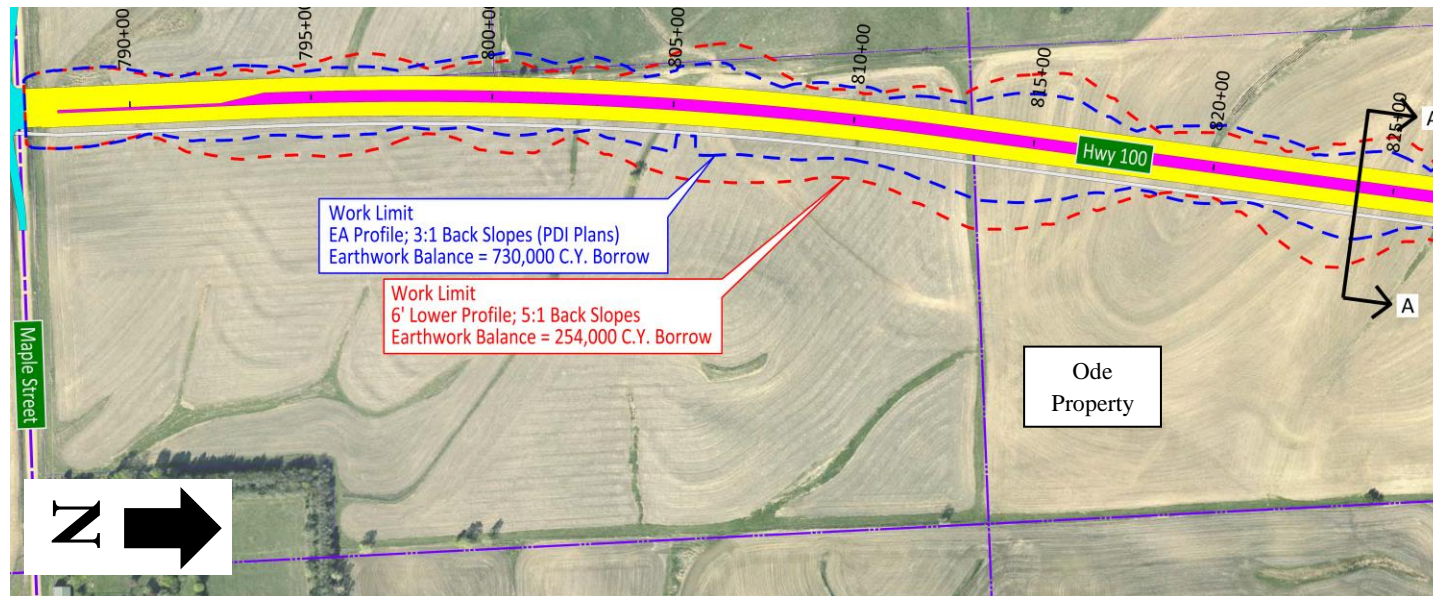 790+00
795+00
800+00
805+00
810+00
815+00
820+00
825+00
A
Hwy 100
Work Limit
EA Profile; 3:1 Back Slopes (PDI Plans)
Earthwork Balance = 730,000 C.Y. Borrow
Work Limit
6' Lower Profile; 5:1 Back Slopes
Earthwork Balance = 254,000 C.Y. Borrow
A
Maple Street
Ode
Property
N